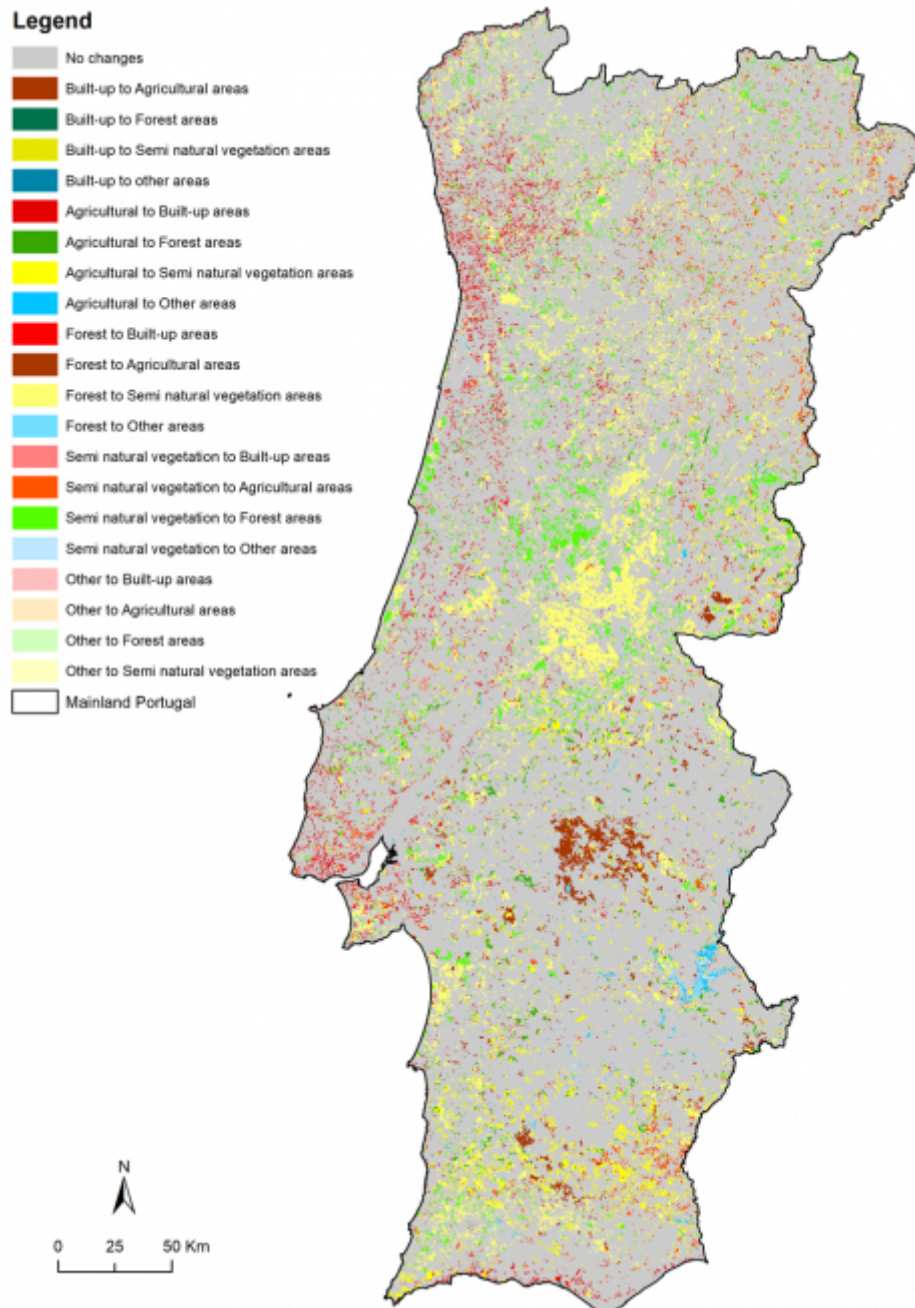 Legend
No changes
Built-up to Agricultural areas
Built-up to Forest areas
Built-up to Semi natural vegetation areas
Built-up to other areas
Agricultural to Built-up areas
Agricultural to Forest areas
Agricultural to Semi natural vegetation areas
Agricultural to Other areas
Forest to Built-up areas
Forest to Agricultural areas
Forest to Semi natural vegetation areas
Forest to Other areas
Semi natural vegetation to Built-up areas
Semi natural vegetation to Agricultural areas
Semi natural vegetation to Forest areas
Semi natural vegetation to Other areas
Other to Built-up areas
Other to Agricultural areas
Other to Forest areas
Other to Semi natural vegetation areas
Mainland Portugal
N
0 25 50 Km